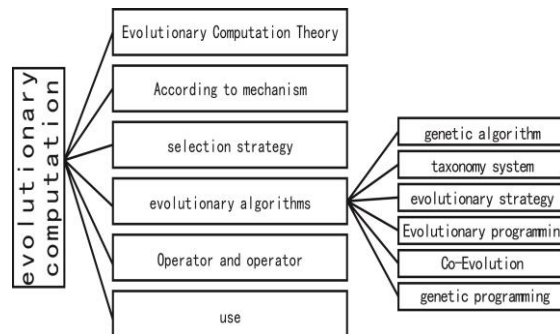 evolutionary
computation
Evolutionary Computation Theory
According to mechanism
selection strategy
evolutionary algorithms
Operator and operator
use
genetic algorithm
taxonomy system
evolutionary strategy
Evolutionary programmin
Co-Evolution
genetic programming